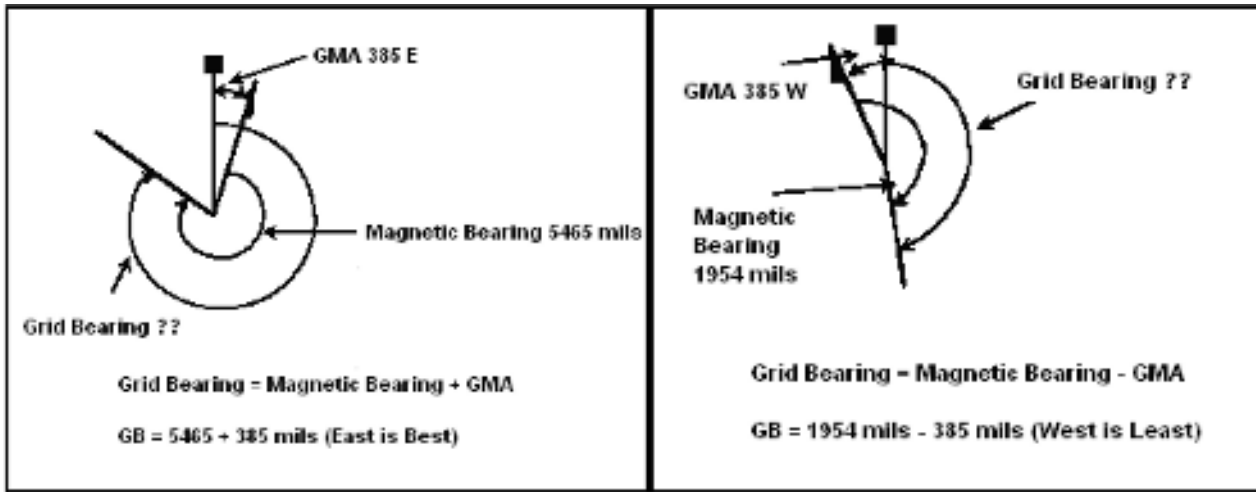 GMA 385 E
Magnetic Bearing 5465 mils
Grid Bearing ??
Grid Bearing = Magnetic Bearing + GMA
GB = 5465 + 385 mils (East is Best)
GMA 385 W
Grid Bearing ??
Magnetic
Bearing
1954 mils
Grid Bearing = Magnetic Bearing - GMA
GB = 1954 mils - 385 mils (West is Least)